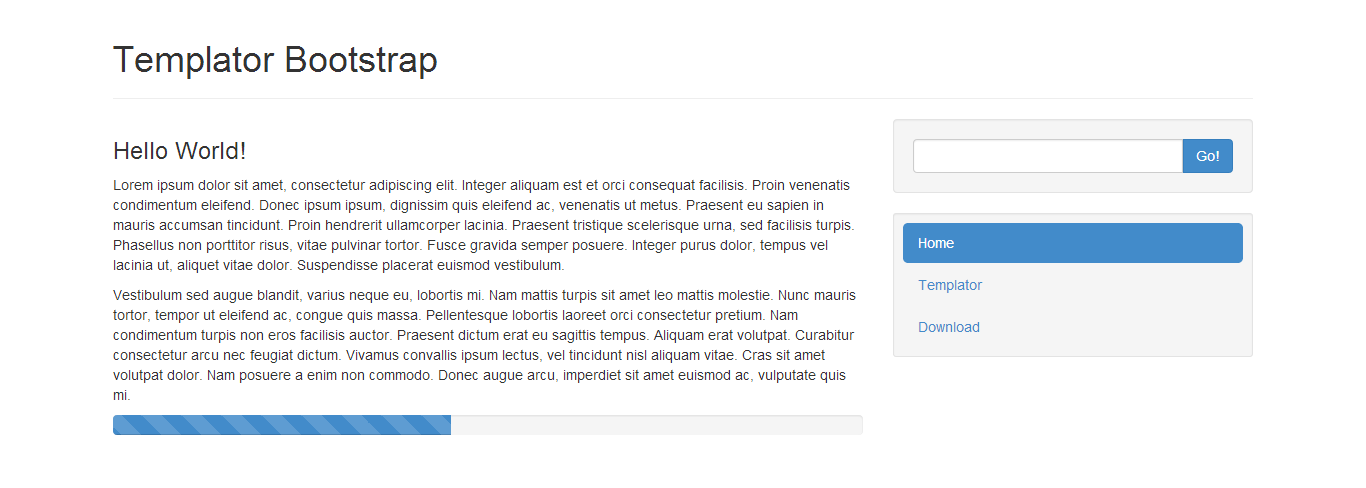 Templator Bootstrap
Hello World!
Lorem ipsum dolor sit amet, consectetur adipiscing elit. Integer aliquam est et orci consequat facilisis. Proin venenatis
condimentum eleifend. Donec ipsum ipsum, dignissim quis eleifend ac, venenatis ut metus. Praesent eu sapien in
mauris accumsan tincidunt. Proin hendrerit ullamcorper lacinia. Praesent tristique scelerisque urna, sed facilisis turpis.
Phasellus non porttitor risus, vitae pulvinar tortor. Fusce gravida semper posuere. Integer purus dolor, tempus vel
lacinia ut, aliquet vitae dolor. Suspendisse placerat euismod vestibulum.
Vestibulum sed augue blandit, varius neque eu, lobortis mi. Nam mattis turpis sit amet leo mattis molestie. Nunc mauris
tortor, tempor ut eleifend ac, congue quis massa. Pellentesque lobortis laoreet orci consectetur pretium. Nam
condimentum turpis non eros facilisis auctor. Praesent dictum erat eu sagittis tempus. Aliquam erat volutpat. Curabitur
consectetur arcu nec feugiat dictum. Vivamus convallis ipsum lectus, vel tincidunt nisl aliquam vitae. Cras sit amet
volutpat dolor. Nam posuere a enim non commodo. Donec augue arcu, imperdiet sit amet euismod ac, vulputate quis
mi.
Go!
Home
Templator
Download